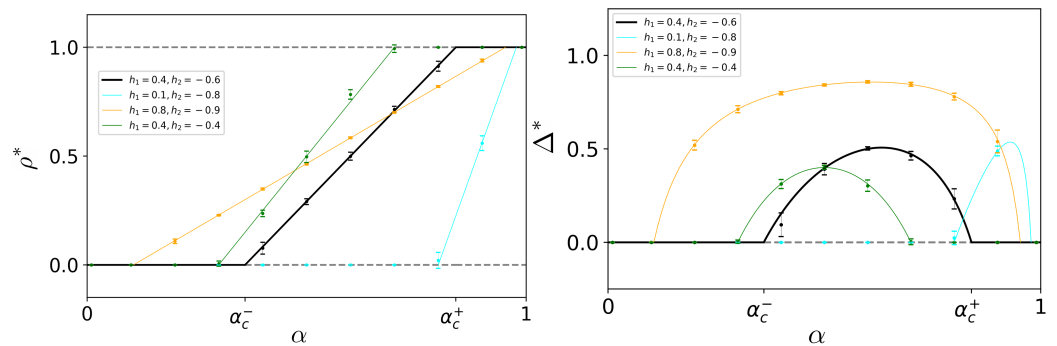 1.0
0.5
0.0
ρ*
h₁ = 0.4, h₂ = −0.6
h₁ = 0.1, h₂ = −0.8
h₁ = 0.8, h₂ = −0.9
h₁ = 0.4, h₂ = −0.4
0 α_c⁻ α_c⁺ 1
α
1.0
0.5
0.0
Δ*
h₁ = 0.4, h₂ = −0.6
h₁ = 0.1, h₂ = −0.8
h₁ = 0.8, h₂ = −0.9
h₁ = 0.4, h₂ = −0.4
0 α_c⁻ α_c⁺ 1
α